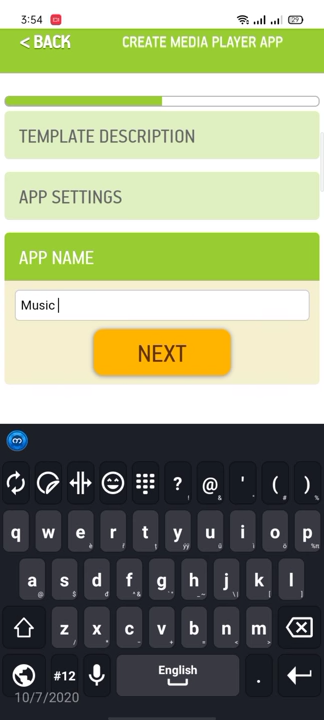 3:54
< BACK
CREATE MEDIA PLAYER APP
TEMPLATE DESCRIPTION
APP SETTINGS
APP NAME
Music
NEXT
? @ ' ( )
q w e r t y u i o p
a s d f g h j k l
z x c v b n m
#12 English .
10/7/2020